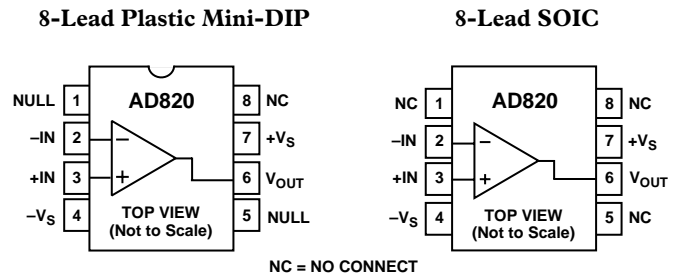 8-Lead Plastic Mini-DIP
NULL 1 AD820 8 NC
–IN 2 – 7 +VS
+IN 3 + 6 VOUT
–VS 4 TOP VIEW 5 NULL
(Not to Scale)
8-Lead SOIC
NC 1 AD820 8 NC
–IN 2 – 7 +VS
+IN 3 + 6 VOUT
–VS 4 TOP VIEW 5 NC
(Not to Scale)
NC = NO CONNECT